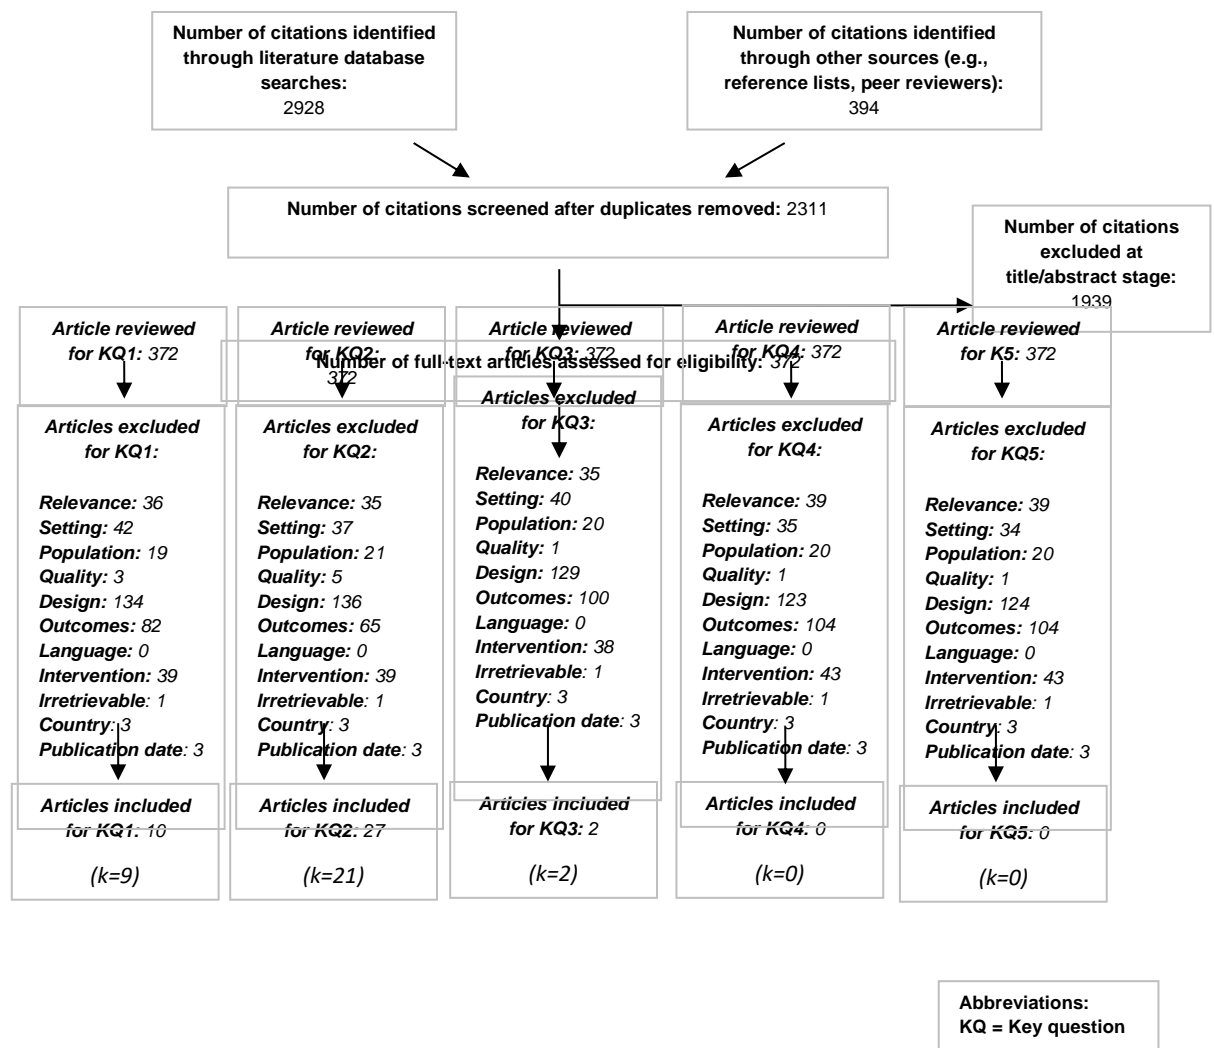 Number of citations identified
through literature database
searches:
2928
Number of citations identified
through other sources (e.g.,
reference lists, peer reviewers):
394
Number of citations screened after duplicates removed: 2311
Number of citations
excluded at
title/abstract stage:
1939
Number of full-text articles assessed for eligibility: 372
Article reviewed
for KQ1: 372
Article reviewed
for KQ2:
372
Article reviewed
for KQ3: 372
Article reviewed
for KQ4: 372
Article reviewed
for K5: 372
Articles excluded
for KQ1:
Relevance: 36
Setting: 42
Population: 19
Quality: 3
Design: 134
Outcomes: 82
Language: 0
Intervention: 39
Irretrievable: 1
Country: 3
Publication date: 3
Articles excluded
for KQ2:
Relevance: 35
Setting: 37
Population: 21
Quality: 5
Design: 136
Outcomes: 65
Language: 0
Intervention: 39
Irretrievable: 1
Country: 3
Publication date: 3
Articles excluded
for KQ3:
Relevance: 35
Setting: 40
Population: 20
Quality: 1
Design: 129
Outcomes: 100
Language: 0
Intervention: 38
Irretrievable: 1
Country: 3
Publication date: 3
Articles excluded
for KQ4:
Relevance: 39
Setting: 35
Population: 20
Quality: 1
Design: 123
Outcomes: 104
Language: 0
Intervention: 43
Irretrievable: 1
Country: 3
Publication date: 3
Articles excluded
for KQ5:
Relevance: 39
Setting: 34
Population: 20
Quality: 1
Design: 124
Outcomes: 104
Language: 0
Intervention: 43
Irretrievable: 1
Country: 3
Publication date: 3
Articles included
for KQ1: 10
(k=9)
Articles included
for KQ2: 27
(k=21)
Articles included
for KQ3: 2
(k=2)
Articles included
for KQ4: 0
(k=0)
Articles included
for KQ5: 0
(k=0)
Abbreviations:
KQ = Key question